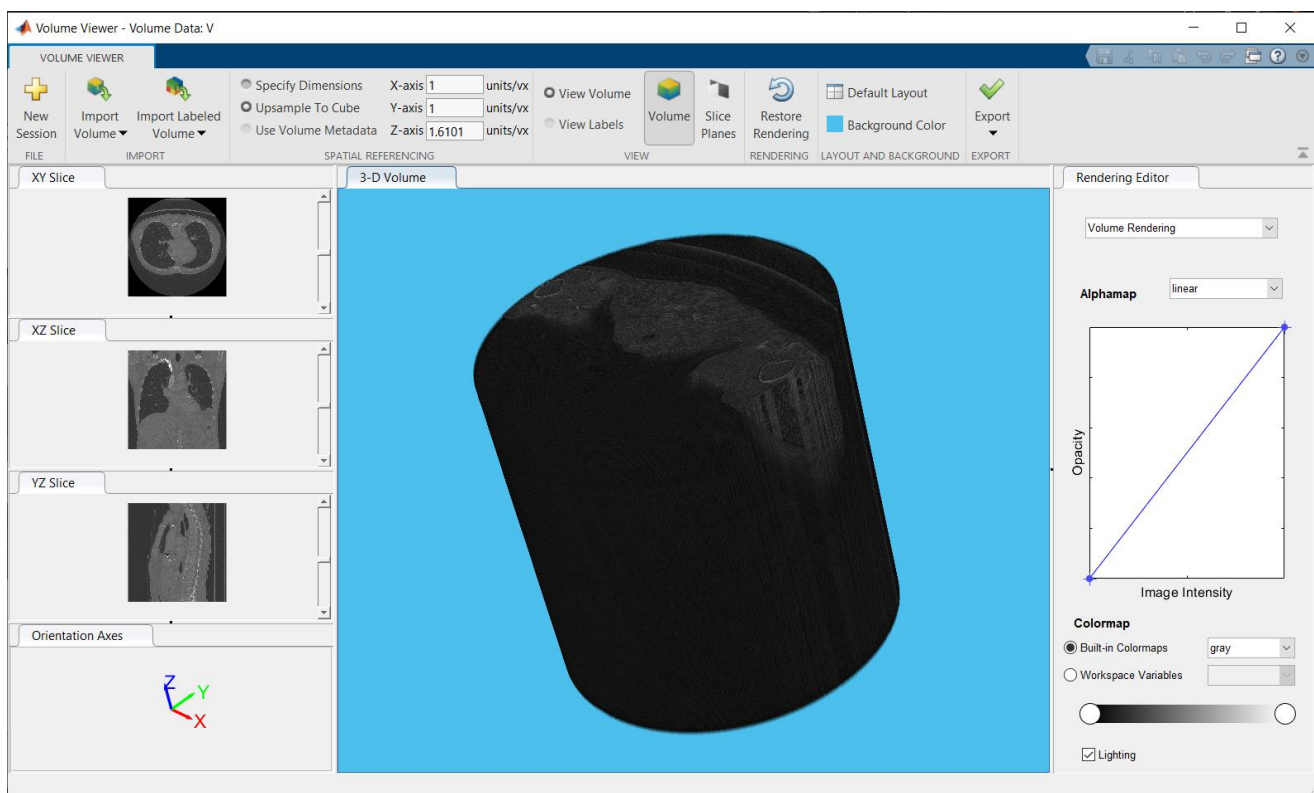 Volume Viewer - Volume Data: V
VOLUME VIEWER
New Session
Import Volume
Import Labeled Volume
Specify Dimensions
Upsample To Cube
Use Volume Metadata
X-axis 1 units/vx
Y-axis 1 units/vx
Z-axis 1.6101 units/vx
View Volume
View Labels
Volume
Slice Planes
Restore Rendering
Default Layout
Background Color
Export
FILE
IMPORT
SPATIAL REFERENCING
VIEW
RENDERING
LAYOUT AND BACKGROUND
EXPORT
XY Slice
XZ Slice
YZ Slice
Orientation Axes
Z
Y
X
3-D Volume
Rendering Editor
Volume Rendering
Alphamap linear
Opacity
Image Intensity
Colormap
Built-in Colormaps gray
Workspace Variables
Lighting